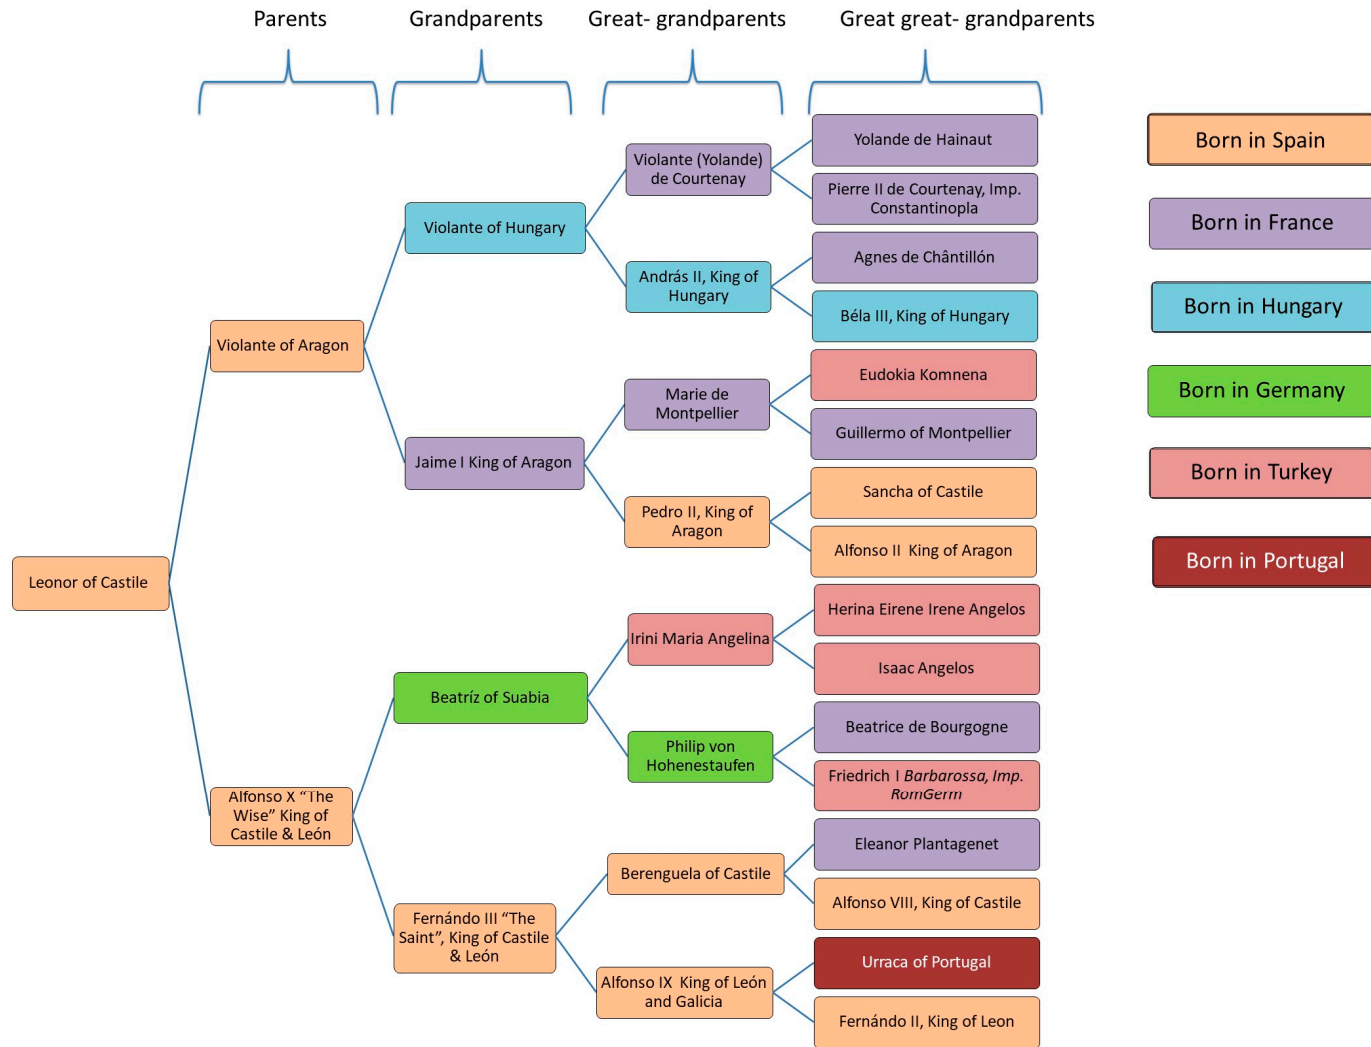 Parents
Grandparents
Great- grandparents
Great great- grandparents
Yolande de Hainaut
Violante (Yolande)
de Courtenay
Pierre II de Courtenay, Imp.
Constantinopla
Violante of Hungary
Agnes de Chântillón
András II, King of
Hungary
Béla III, King of Hungary
Violante of Aragon
Eudokia Komnena
Marie de
Montpellier
Guillermo of Montpellier
Jaime I King of Aragon
Sancha of Castile
Pedro II, King of
Aragon
Alfonso II King of Aragon
Leonor of Castile
Herina Eirene Irene Angelos
Irini Maria Angelina
Isaac Angelos
Beatríz of Suabia
Beatrice de Bourgogne
Philip von
Hohenestaufen
Friedrich I Barbarossa, Imp.
RomGerm
Alfonso X “The
Wise” King of
Castile & León
Eleanor Plantagenet
Berenguela of Castile
Alfonso VIII, King of Castile
Fernándo III “The
Saint”, King of Castile
& León
Urraca of Portugal
Alfonso IX King of León
and Galicia
Fernándo II, King of Leon
Born in Spain
Born in France
Born in Hungary
Born in Germany
Born in Turkey
Born in Portugal